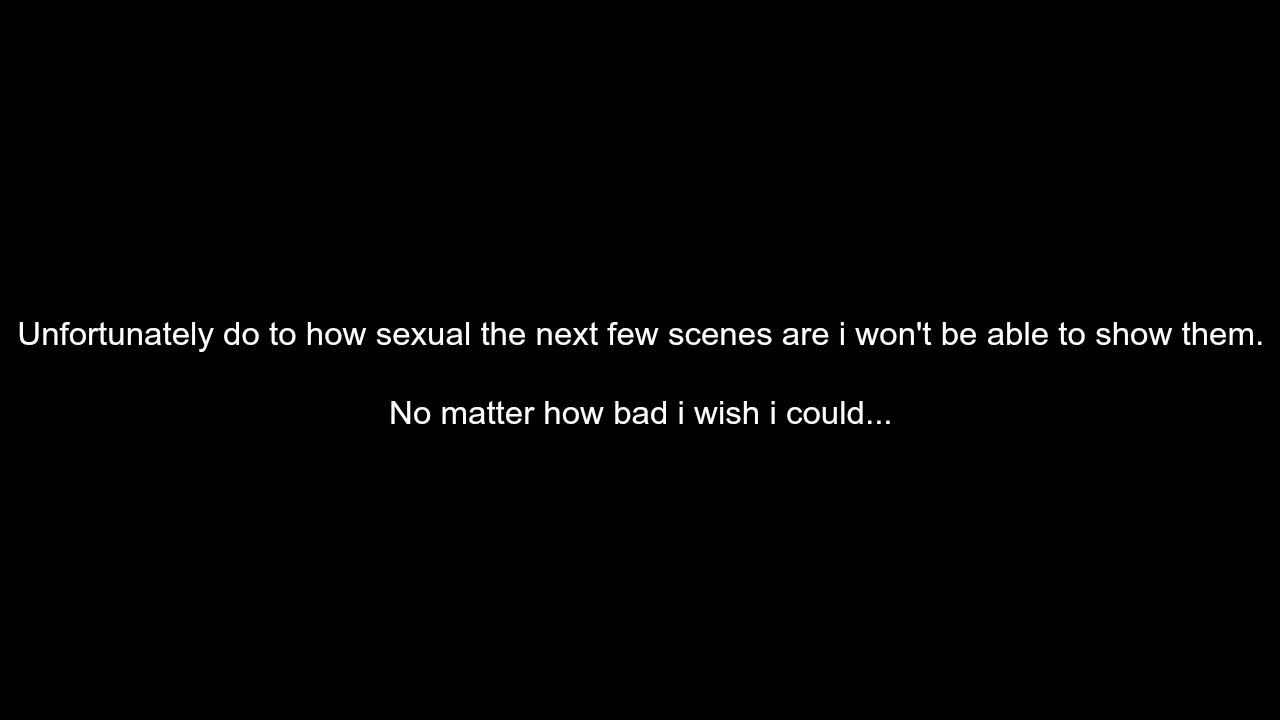 Unfortunately do to how sexual the next few scenes are i won't be able to show them.
No matter how bad i wish i could...